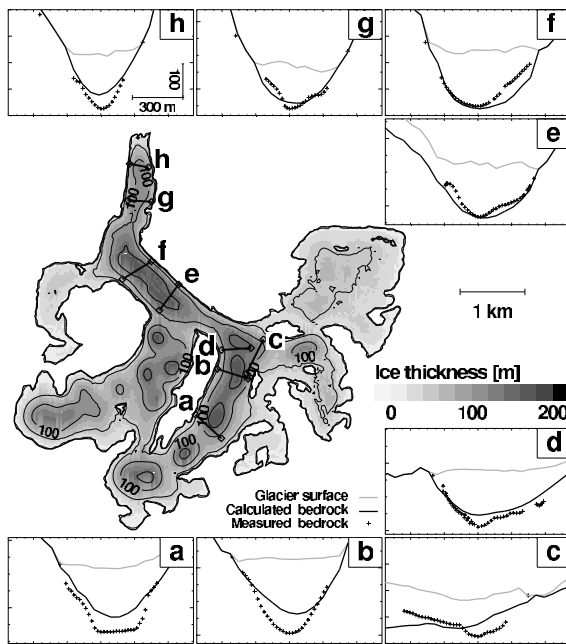 h
100
300 m
g
f
e
h
100
g
100
f
e
1 km
d
c
b
100
100
a
100
100
100
Ice thickness [m]
0 100 200
d
Glacier surface
Calculated bedrock
Measured bedrock
a
b
c